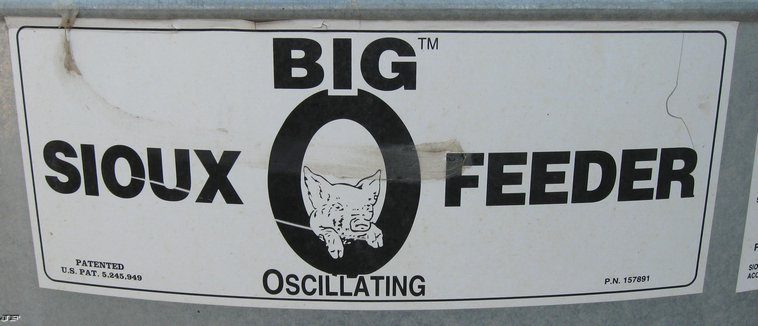 BIG™
SIOUX O FEEDER
OSCILLATING
PATENTED
U.S. PAT. 5,245,949
P.N. 157891